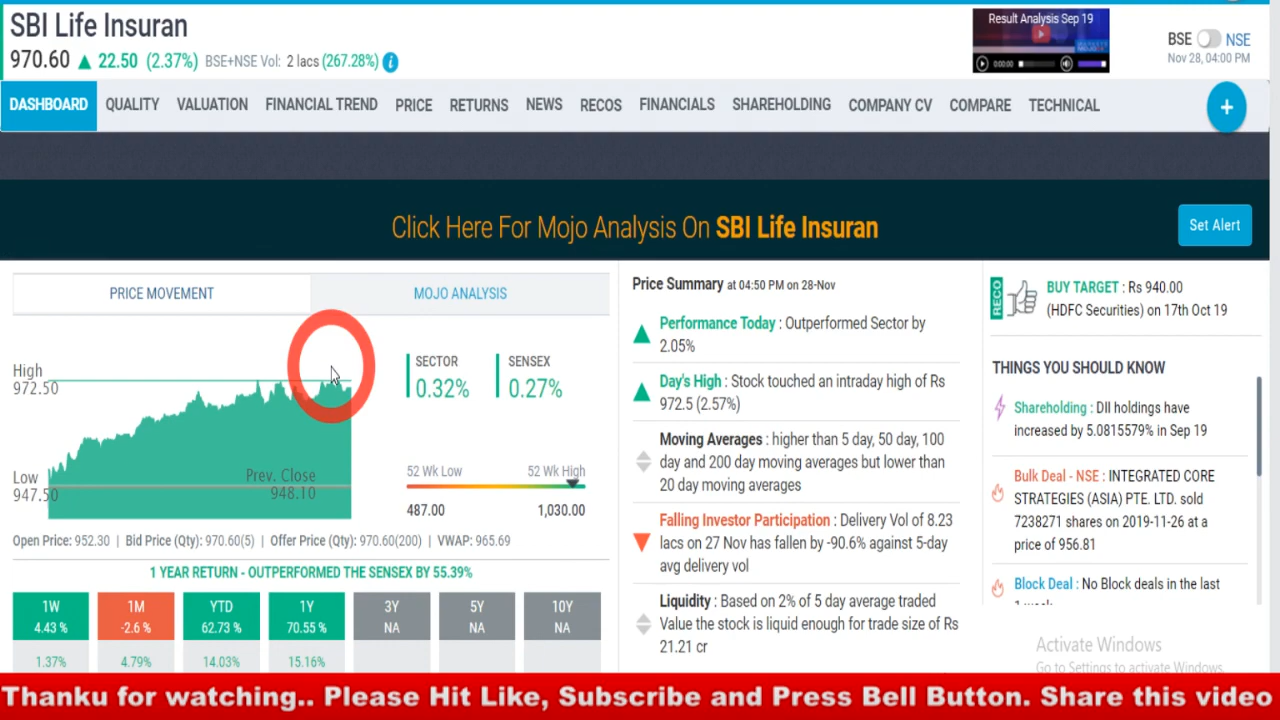 SBI Life Insuran
970.60 ▲ 22.50 (2.37%) BSE+NSE Vol: 2 lacs (267.28%) i
Result Analysis Sep 19
0:00:00
BSE NSE
Nov 28, 04:00 PM
DASHBOARD QUALITY VALUATION FINANCIAL TREND PRICE RETURNS NEWS RECOS FINANCIALS SHAREHOLDING COMPANY CV COMPARE TECHNICAL +
Click Here For Mojo Analysis On SBI Life Insuran
Set Alert
PRICE MOVEMENT MOJO ANALYSIS
High
972.50
Low
947.50
Prev. Close
948.10
SECTOR
0.32%
SENSEX
0.27%
52 Wk Low 52 Wk High
487.00 1,030.00
Open Price: 952.30 | Bid Price (Qty): 970.60(5) | Offer Price (Qty): 970.60(200) | VWAP: 965.69
1 YEAR RETURN - OUTPERFORMED THE SENSEX BY 55.39%
1W 1M YTD 1Y 3Y 5Y 10Y
4.43 % -2.6 % 62.73 % 70.55 % NA NA NA
1.37% 4.79% 14.03% 15.16%
Price Summary at 04:50 PM on 28-Nov
Performance Today : Outperformed Sector by
2.05%
Day's High : Stock touched an intraday high of Rs
972.5 (2.57%)
Moving Averages : higher than 5 day, 50 day, 100
day and 200 day moving averages but lower than
20 day moving averages
Falling Investor Participation : Delivery Vol of 8.23
lacs on 27 Nov has fallen by -90.6% against 5-day
avg delivery vol
Liquidity : Based on 2% of 5 day average traded
Value the stock is liquid enough for trade size of Rs
21.21 cr
RECO
BUY TARGET : Rs 940.00
(HDFC Securities) on 17th Oct 19
THINGS YOU SHOULD KNOW
Shareholding : DII holdings have
increased by 5.0815579% in Sep 19
Bulk Deal - NSE : INTEGRATED CORE
STRATEGIES (ASIA) PTE. LTD. sold
7238271 shares on 2019-11-26 at a
price of 956.81
Block Deal : No Block deals in the last
1 week
Activate Windows
Go to Settings to activate Windows.
Thanku for watching.. Please Hit Like, Subscribe and Press Bell Button. Share this video